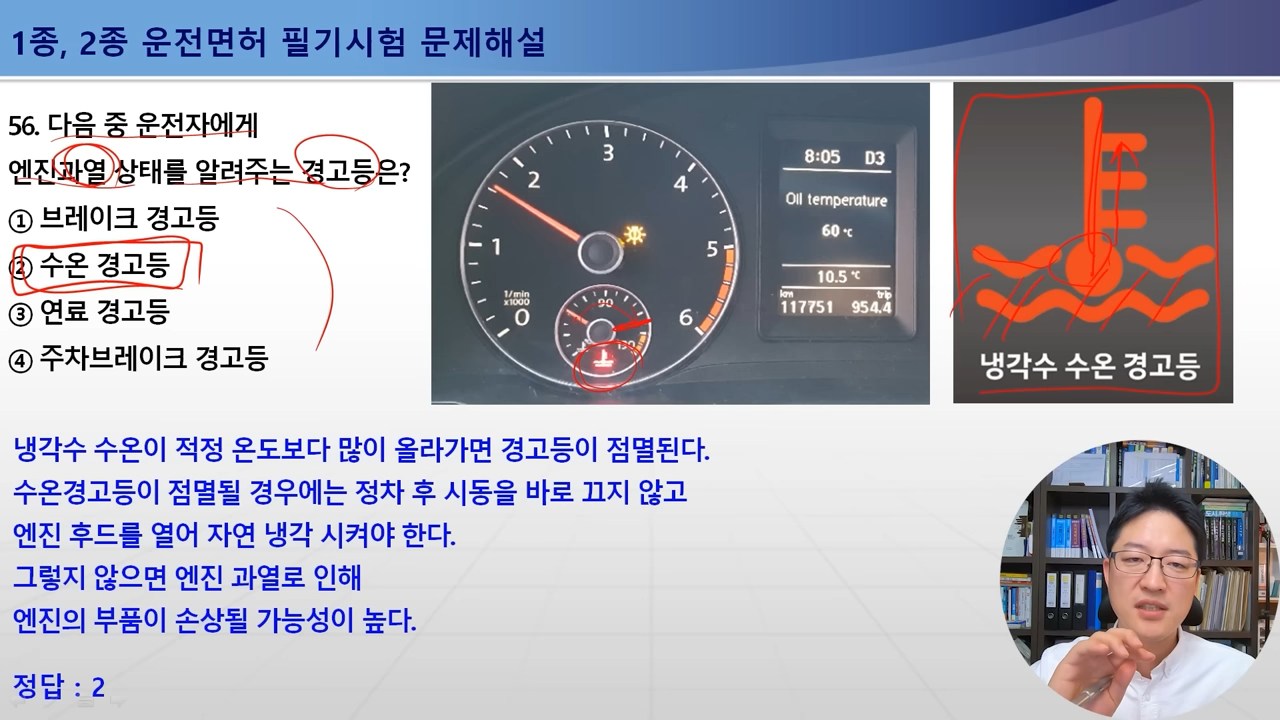 1종, 2종 운전면허 필기시험 문제해설
56. 다음 중 운전자에게
엔진과열 상태를 알려주는 경고등은?
① 브레이크 경고등
② 수온 경고등
③ 연료 경고등
④ 주차브레이크 경고등
1
2
3
4
5
6
0
1/min
x1000
90
8:05 D3
Oil temperature
60 °C
10.5 °C
km trip
117751 954.4
냉각수 수온 경고등
냉각수 수온이 적정 온도보다 많이 올라가면 경고등이 점멸된다.
수온경고등이 점멸될 경우에는 정차 후 시동을 바로 끄지 않고
엔진 후드를 열어 자연 냉각 시켜야 한다.
그렇지 않으면 엔진 과열로 인해
엔진의 부품이 손상될 가능성이 높다.
정답 : 2